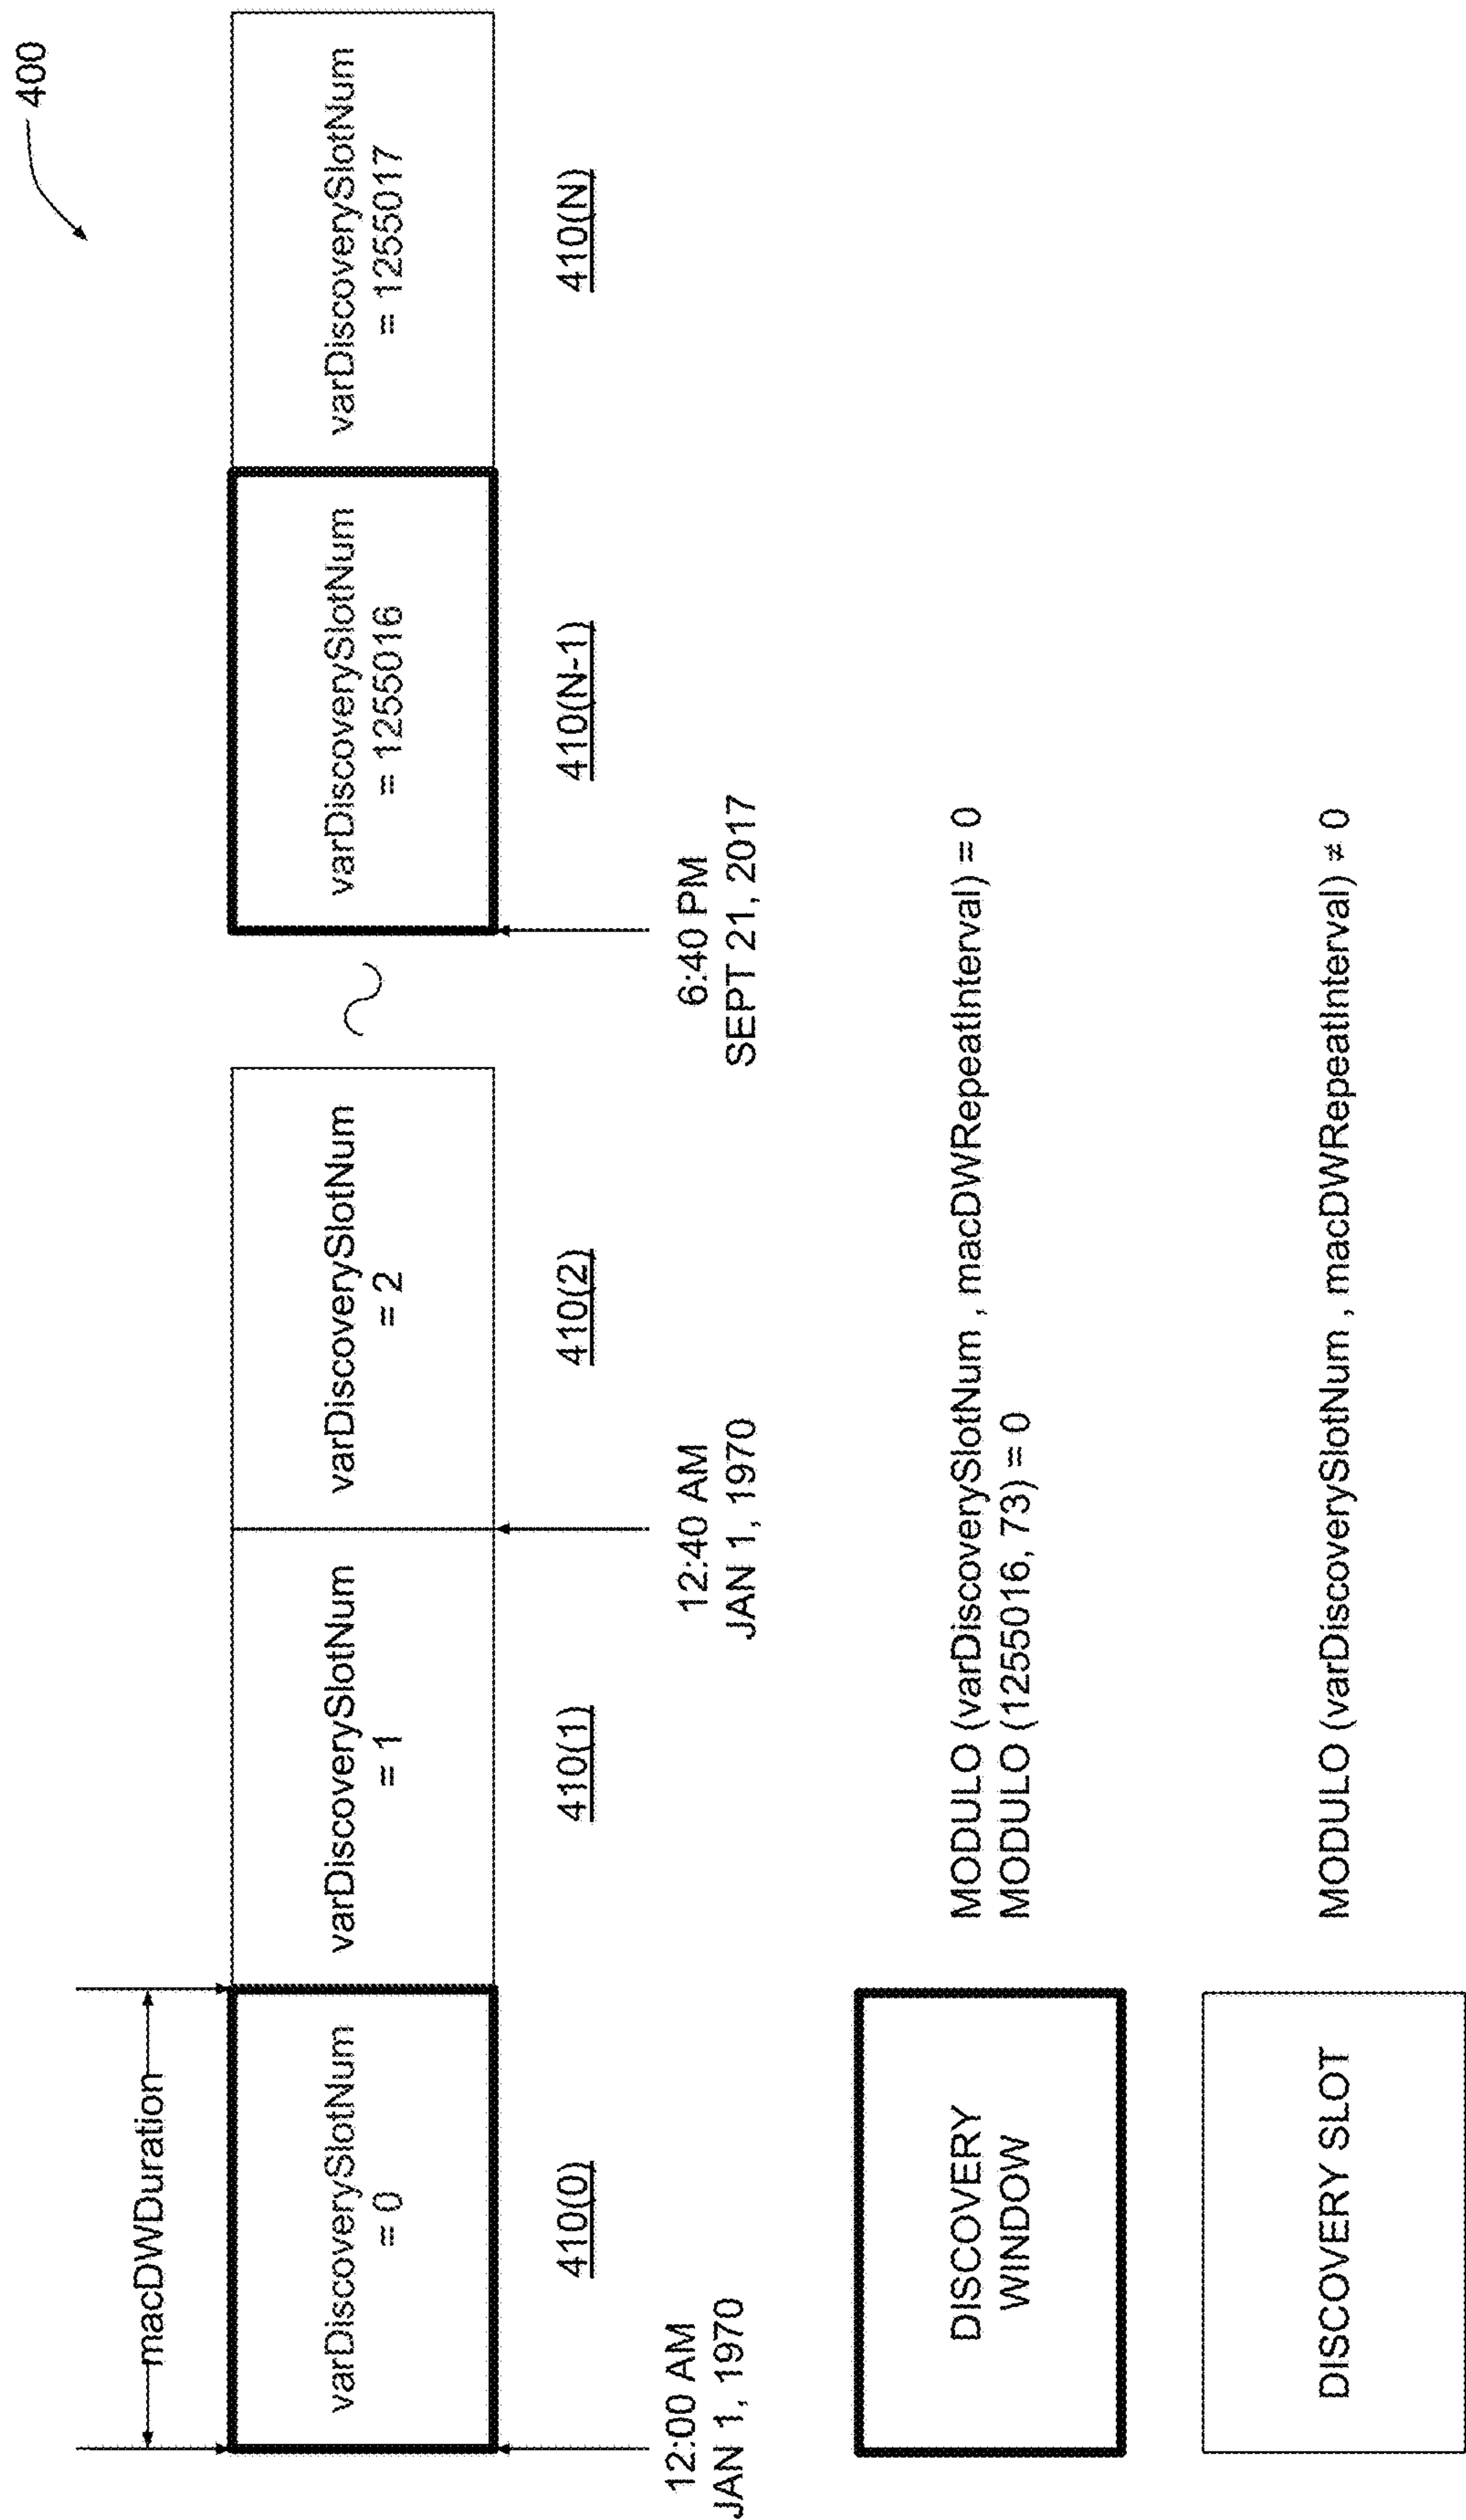 400
macDWDuration
varDiscoverySlotNum
= 0
varDiscoverySlotNum
= 1
varDiscoverySlotNum
= 2
varDiscoverySlotNum
= 1255016
varDiscoverySlotNum
= 1255017
410(0)
410(1)
410(2)
410(N-1)
410(N)
12:00 AM
JAN 1, 1970
12:40 AM
JAN 1, 1970
6:40 PM
SEPT 21, 2017
DISCOVERY
WINDOW
MODULO (varDiscoverySlotNum , macDWRepeatInterval) = 0
MODULO (1255016, 73) = 0
DISCOVERY SLOT
MODULO (varDiscoverySlotNum , macDWRepeatInterval) ≠ 0